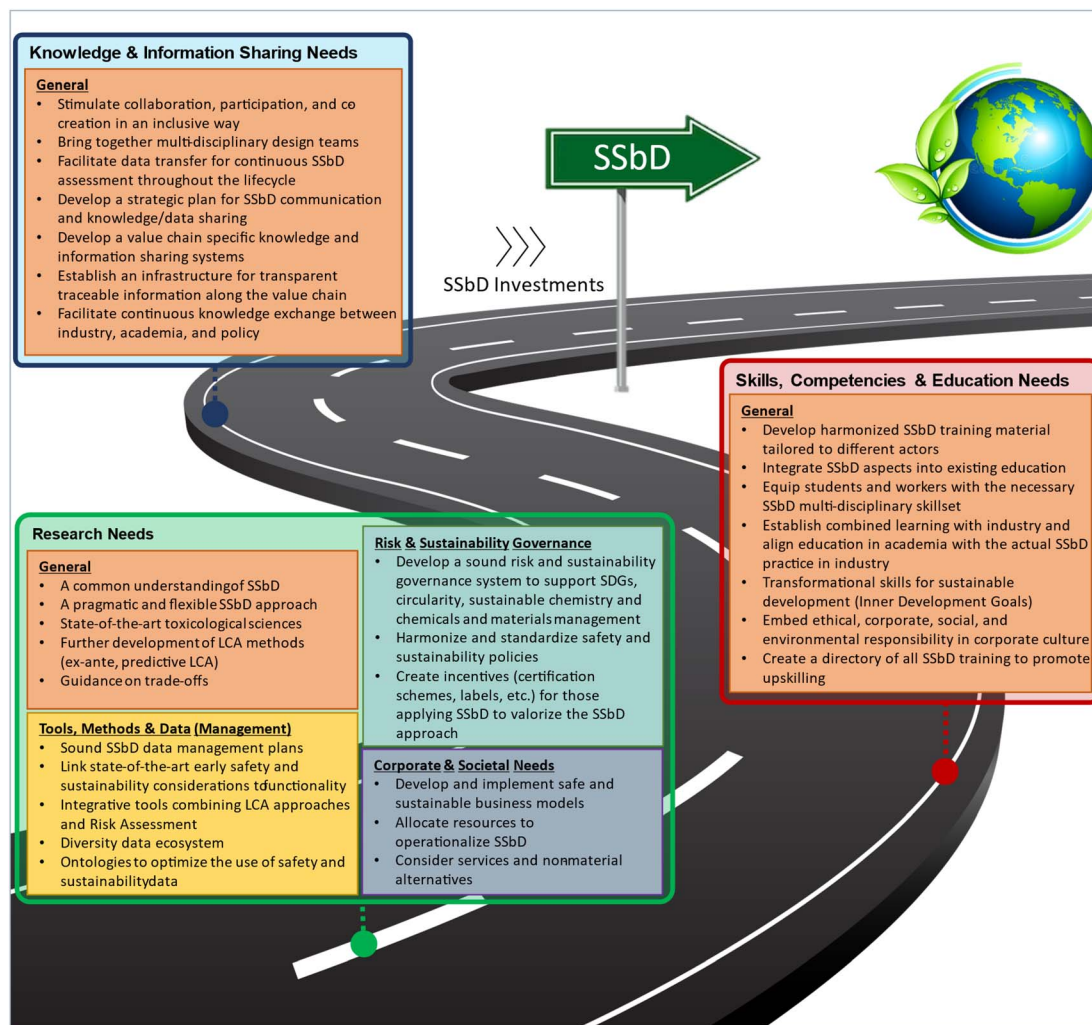 Knowledge & Information Sharing Needs
General
• Stimulate collaboration, participation, and co
creation in an inclusive way
• Bring together multi-disciplinary design teams
• Facilitate data transfer for continuous SSbD
assessment throughout the lifecycle
• Develop a strategic plan for SSbD communication
and knowledge/data sharing
• Develop a value chain specific knowledge and
information sharing systems
• Establish an infrastructure for transparent
traceable information along the value chain
• Facilitate continuous knowledge exchange between
industry, academia, and policy
SSbD
SSbD Investments
Skills, Competencies & Education Needs
General
• Develop harmonized SSbD training material
tailored to different actors
• Integrate SSbD aspects into existing education
• Equip students and workers with the necessary
SSbD multi-disciplinary skillset
• Establish combined learning with industry and
align education in academia with the actual SSbD
practice in industry
• Transformational skills for sustainable
development (Inner Development Goals)
• Embed ethical, corporate, social, and
environmental responsibility in corporate culture
• Create a directory of all SSbD training to promote
upskilling
Research Needs
General
• A common understanding of SSbD
• A pragmatic and flexible SSbD approach
• State-of-the-art toxicological sciences
• Further development of LCA methods
(ex-ante, predictive LCA)
• Guidance on trade-offs
Tools, Methods & Data (Management)
• Sound SSbD data management plans
• Link state-of-the-art early safety and
sustainability considerations to functionality
• Integrative tools combining LCA approaches
and Risk Assessment
• Diversity data ecosystem
• Ontologies to optimize the use of safety and
sustainability data
Risk & Sustainability Governance
• Develop a sound risk and sustainability
governance system to support SDGs,
circularity, sustainable chemistry and
chemicals and materials management
• Harmonize and standardize safety and
sustainability policies
• Create incentives (certification
schemes, labels, etc.) for those
applying SSbD to valorize the SSbD
approach
Corporate & Societal Needs
• Develop and implement safe and
sustainable business models
• Allocate resources to
operationalize SSbD
• Consider services and nonmaterial
alternatives